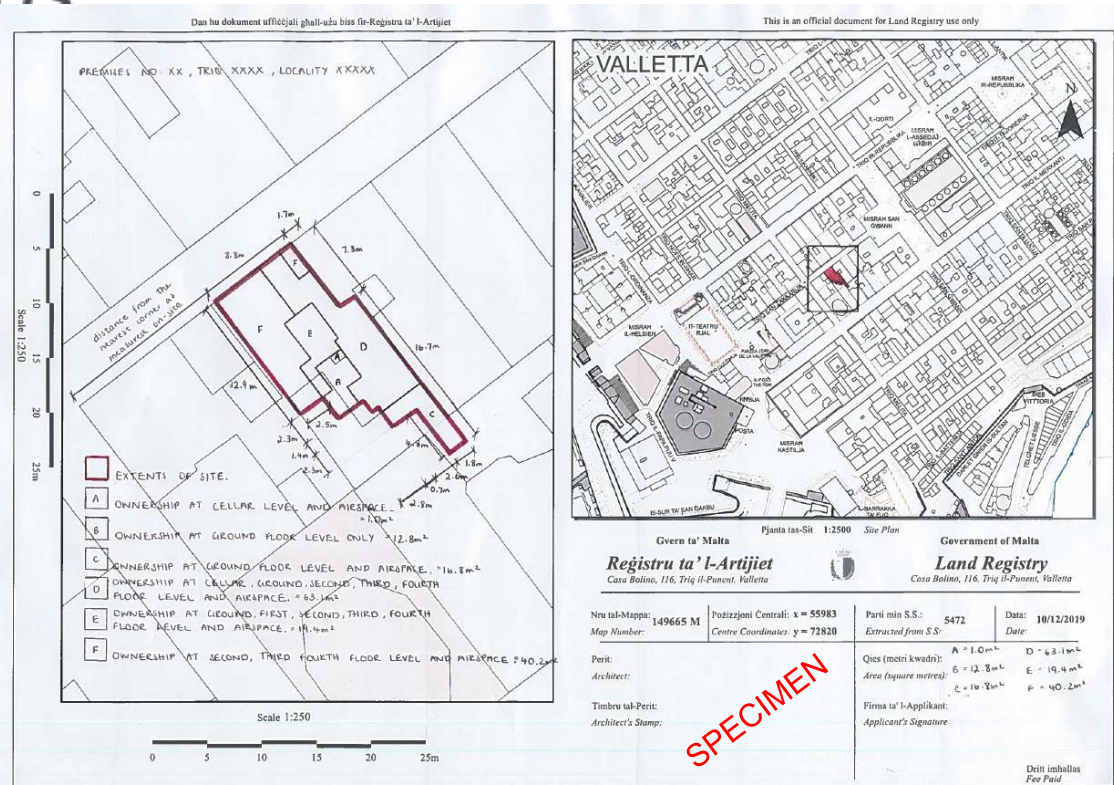 Dan hu dokument uffiċjali għall-użu biss fir-Reġistru ta' l-Artijiet
This is an official document for Land Registry use only
PREMISES NO: XX, TRIQ XXXX, LOCALITY XXXXX
0
5
10
15
20
25m
Scale 1:250
distance from the
nearest corner as
measured on-site
1.7m
8.8m
7.8m
16.7m
12.9m
2.3m
2.5m
1.4m
2.3m
1.8m
0.7m
2.8m
F
F
E
D
A
A
C
EXTENTS OF SITE.
A OWNERSHIP AT CELLAR LEVEL AND AIRSPACE. = 1.0m²
B OWNERSHIP AT GROUND FLOOR LEVEL ONLY = 12.8m²
C OWNERSHIP AT GROUND FLOOR LEVEL AND AIRSPACE. = 16.8m²
D OWNERSHIP AT CELLAR, GROUND, SECOND, THIRD, FOURTH
FLOOR LEVEL AND AIRSPACE. = 63.1m²
E OWNERSHIP AT GROUND, FIRST, SECOND, THIRD, FOURTH
FLOOR LEVEL AND AIRSPACE. = 19.4m²
F OWNERSHIP AT SECOND, THIRD FOURTH FLOOR LEVEL AND AIRSPACE = 40.2m²
Scale 1:250
0 5 10 15 20 25m
VALLETTA
N
MISRAĦ
IR-REPUBBLIKA
IL-QORTI
MISRAĦ
L-ASSEDJU
L-KBIR
TRIQ IR-REPUBBLIKA
TRIQ IL-MERKANTI
MISRAĦ SAN
ĠWANN
MISRAĦ
IL-ĦELSIEN
IT-TEATRU
RJAL
KNISJA
POSTA
MISRAĦ
KASTILJA
Pjanta tas-Sit 1:2500 Site Plan
Gvern ta' Malta
Government of Malta
Reġistru ta' l-Artijiet
Casa Bolino, 116, Triq il-Punent, Valletta
Land Registry
Casa Bolino, 116, Triq il-Punent, Valletta
Nru tal-Mappa: 149665 M
Map Number:
Pożizzjoni Ċentrali: x = 55983
Centre Coordinates: y = 72820
Parti min S.S.: 5472
Extracted from S.S:
Data: 10/12/2019
Date:
Perit:
Architect:
Qies (metri kwadri):
Area (square metres):
A = 1.0m² D = 63.1m²
B = 12.8m² E = 19.4m²
C = 16.8m² F = 40.2m²
Timbru tal-Perit:
Architect's Stamp:
SPECIMEN
Firma ta' l-Applikant:
Applicant's Signature
Dritt imħallas
Fee Paid